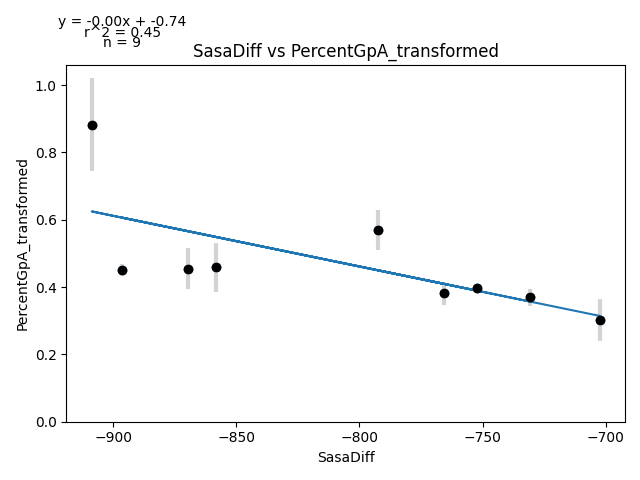 y = -0.00x + -0.74
r^2 = 0.45
n = 9
SasaDiff vs PercentGpA_transformed
1.0
0.8
0.6
0.4
0.2
0.0
PercentGpA_transformed
−900
−850
−800
−750
−700
SasaDiff